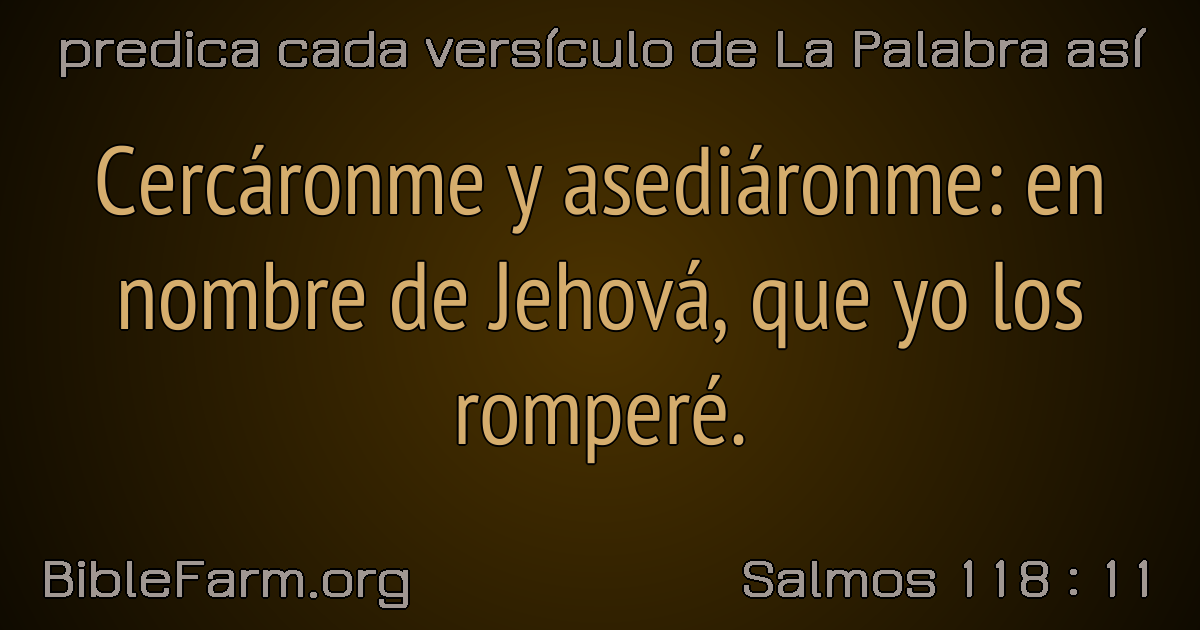 predica cada versículo de La Palabra así
Cercáronme y asediáronme: en
nombre de Jehová, que yo los
romperé.
BibleFarm.org
Salmos 118 : 11